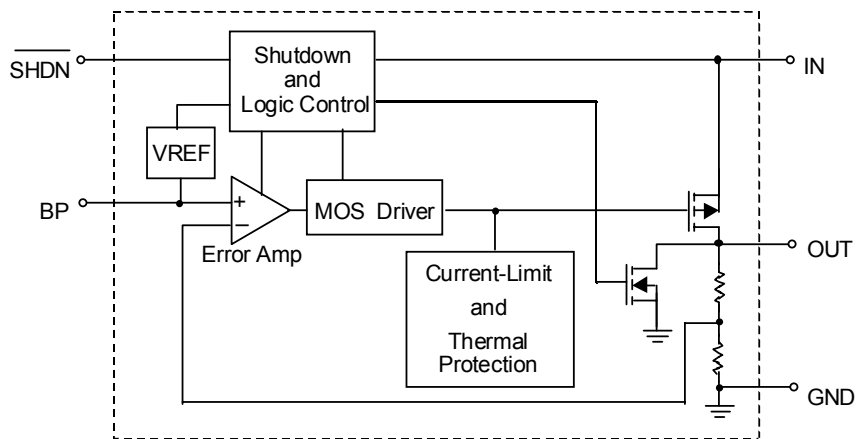 SHDN
Shutdown
and
Logic Control
IN
VREF
BP
+
−
MOS Driver
Error Amp
OUT
Current-Limit
and
Thermal
Protection
GND